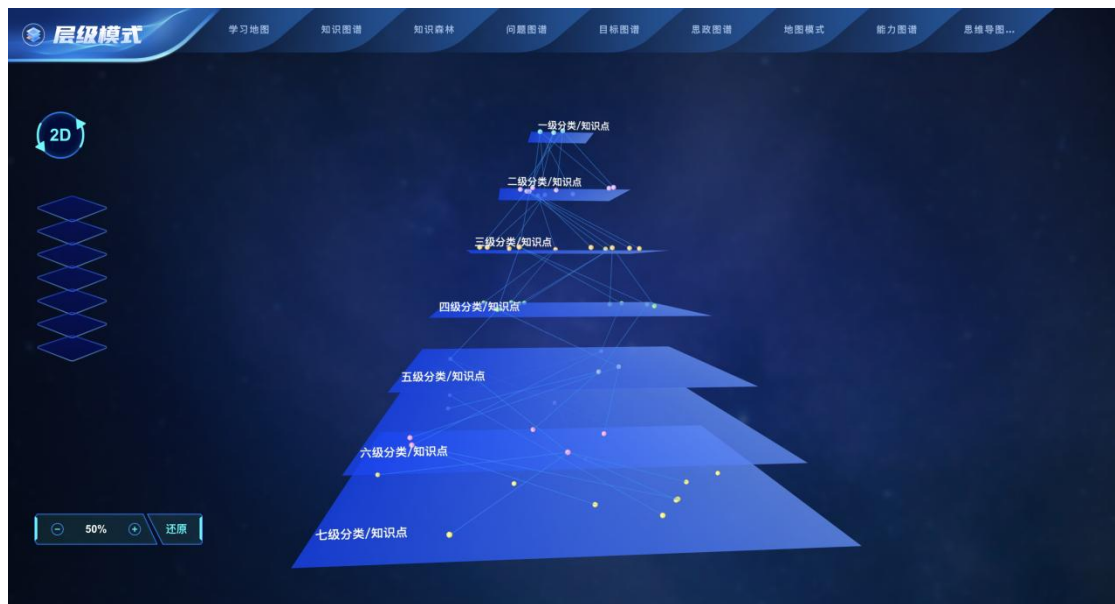 层级模式
学习地图
知识图谱
知识森林
问题图谱
目标图谱
思政图谱
地图模式
能力图谱
思维导图...
2D
一级分类/知识点
二级分类/知识点
三级分类/知识点
四级分类/知识点
五级分类/知识点
六级分类/知识点
七级分类/知识点
50%
还原